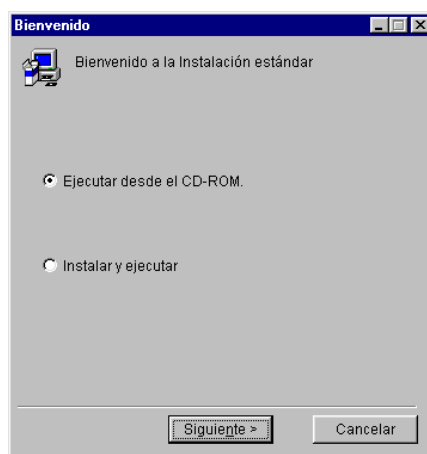 Bienvenido
Bienvenido a la Instalación estándar
Ejecutar desde el CD-ROM.
Instalar y ejecutar
Siguiente >
Cancelar